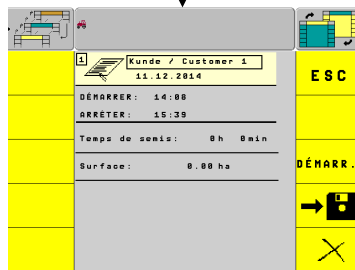 1
Kunde / Customer 1
11.12.2014
ESC
DÉMARRER: 14:08
ARRÊTER: 15:39
Temps de semis: 0h 0min
Surface: 0.00 ha
DÉMARR.